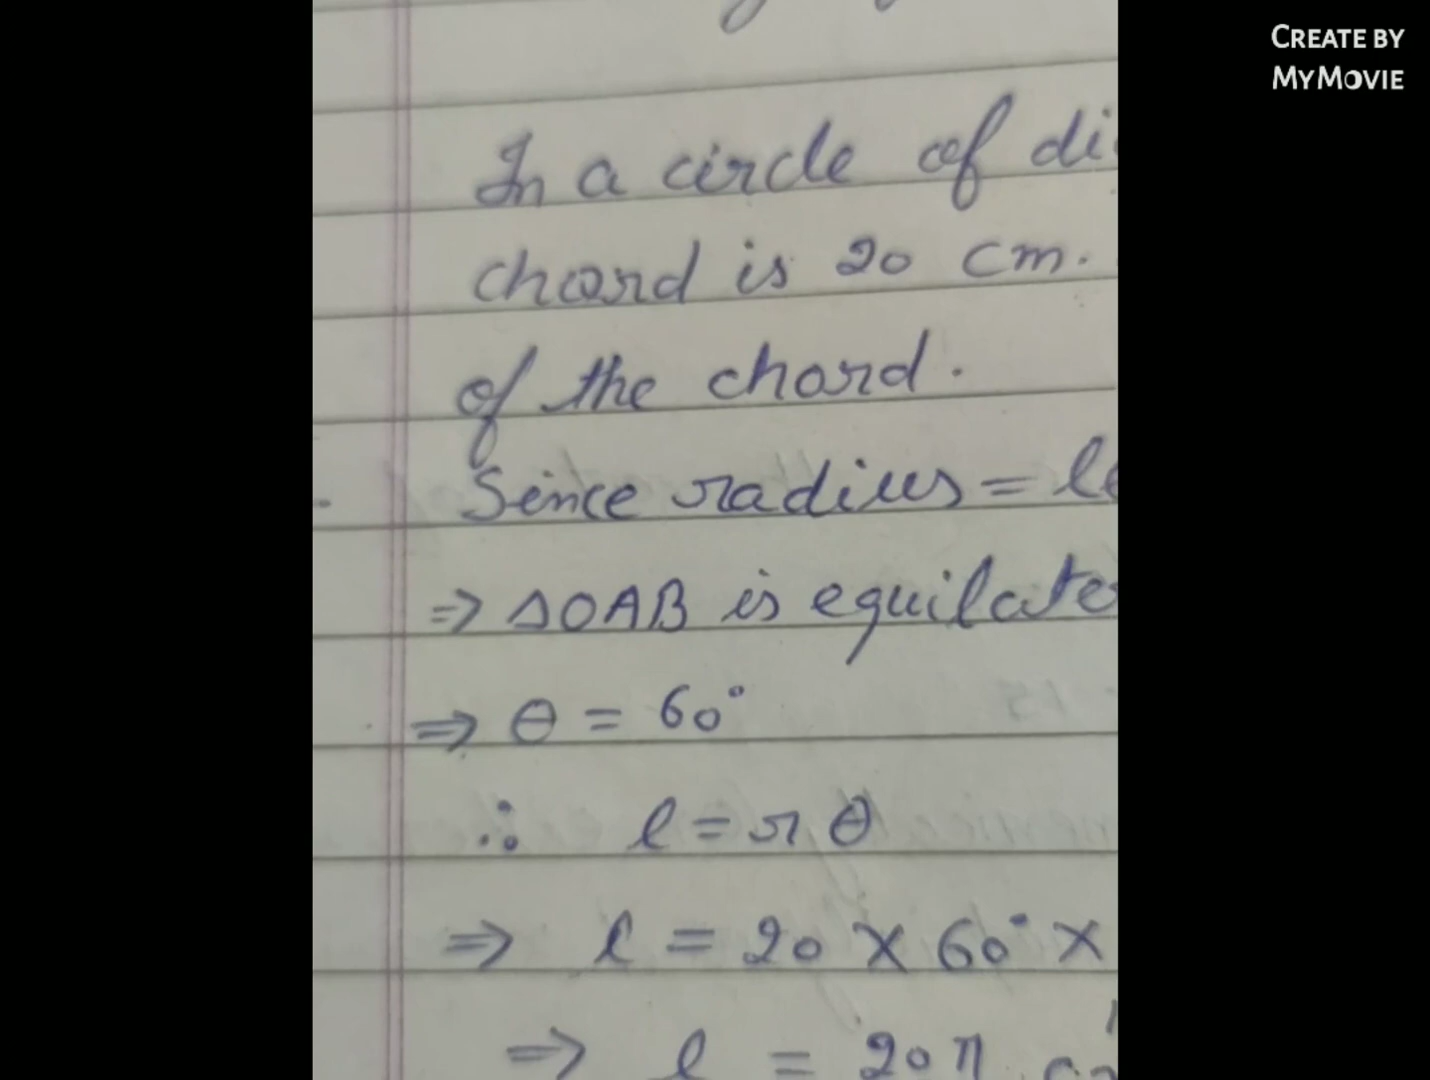 In a circle of di
chord is 20 cm.
of the chord.
Since radius = le
⇒ ΔOAB is equilate
⇒ θ = 60°
∴ l = r θ
⇒ l = 20 × 60° ×
⇒ l = 20π
CREATE BY
MYMOVIE